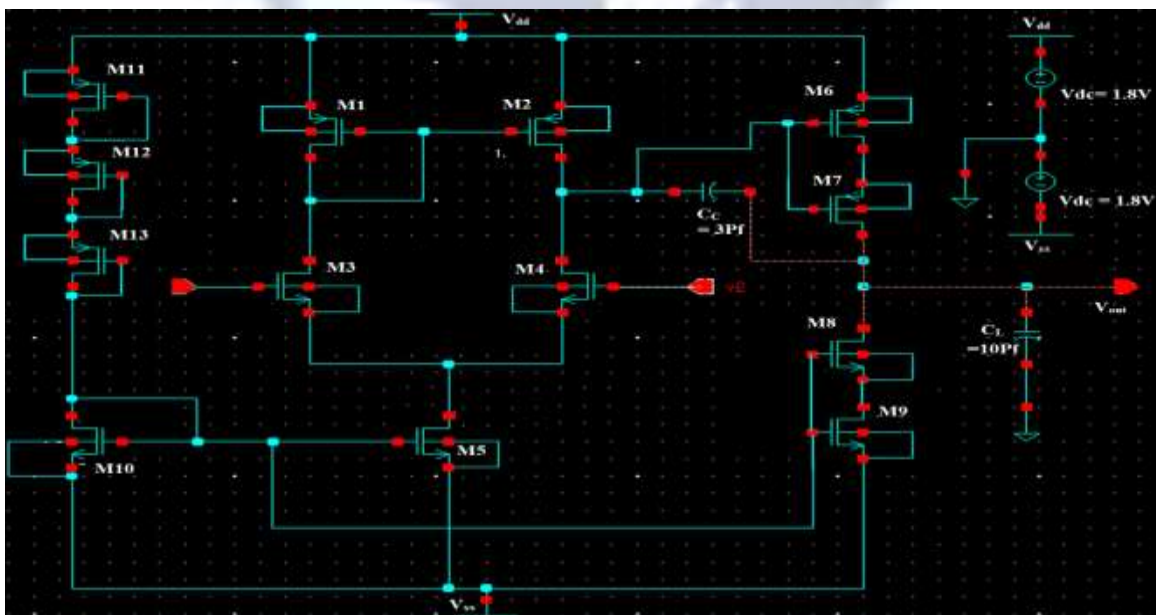 Vdd
Vdd
M11
M1
M2
M6
Vdc= 1.8V
M12
1.
M7
CC
= 3Pf
Vdc = 1.8V
M13
Vss
M3
M4
M8
Vout
CL
=10Pf
M9
M10
M5
Vss